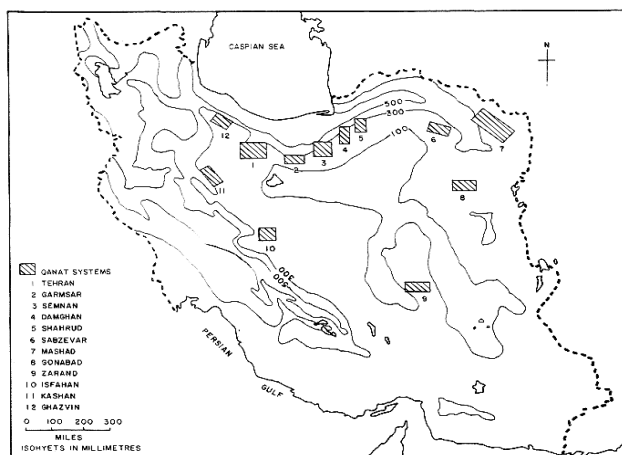 CASPIAN SEA
N
500
300
100
12
1
2
3
4
5
6
7
8
9
10
11
300
500
PERSIAN
GULF
QANAT SYSTEMS
1 TEHRAN
2 GARMSAR
3 SEMNAN
4 DAMGHAN
5 SHAHRUD
6 SABZEVAR
7 MASHAD
8 GONABAD
9 ZARAND
10 ISFAHAN
11 KASHAN
12 GHAZVIN
0 100 200 300
MILES
ISOHYETS IN MILLIMETRES